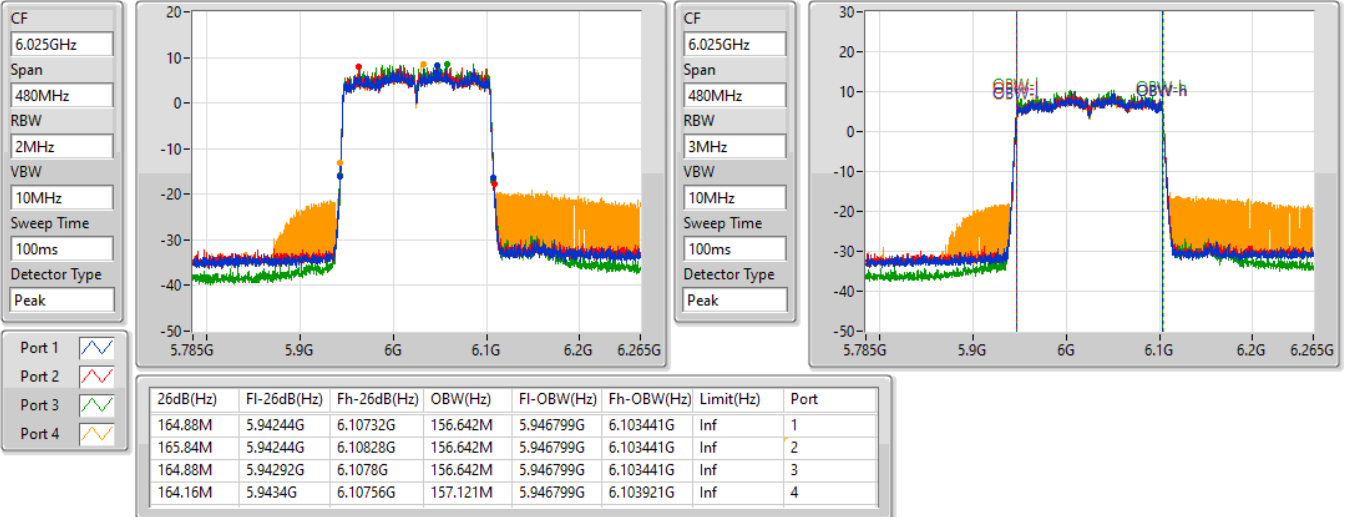 CF
6.025GHz
Span
480MHz
RBW
2MHz
VBW
10MHz
Sweep Time
100ms
Detector Type
Peak
20
10
0
-10
-20
-30
-40
-50
5.785G 5.9G 6G 6.1G 6.2G 6.265G
CF
6.025GHz
Span
480MHz
RBW
3MHz
VBW
10MHz
Sweep Time
100ms
Detector Type
Peak
30
20
10
0
-10
-20
-30
-40
-50
OBW-l OBW-h
5.785G 5.9G 6G 6.1G 6.2G 6.265G
Port 1
Port 2
Port 3
Port 4
26dB(Hz) Fl-26dB(Hz) Fh-26dB(Hz) OBW(Hz) Fl-OBW(Hz) Fh-OBW(Hz) Limit(Hz) Port
164.88M 5.94244G 6.10732G 156.642M 5.946799G 6.103441G Inf 1
165.84M 5.94244G 6.10828G 156.642M 5.946799G 6.103441G Inf 2
164.88M 5.94292G 6.1078G 156.642M 5.946799G 6.103441G Inf 3
164.16M 5.9434G 6.10756G 157.121M 5.946799G 6.103921G Inf 4